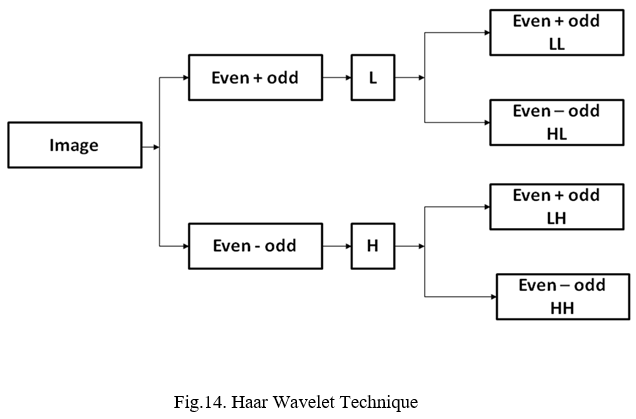 Even + odd
LL
Even + odd
L
Even – odd
HL
Image
Even + odd
LH
Even - odd
H
Even – odd
HH
Fig.14. Haar Wavelet Technique